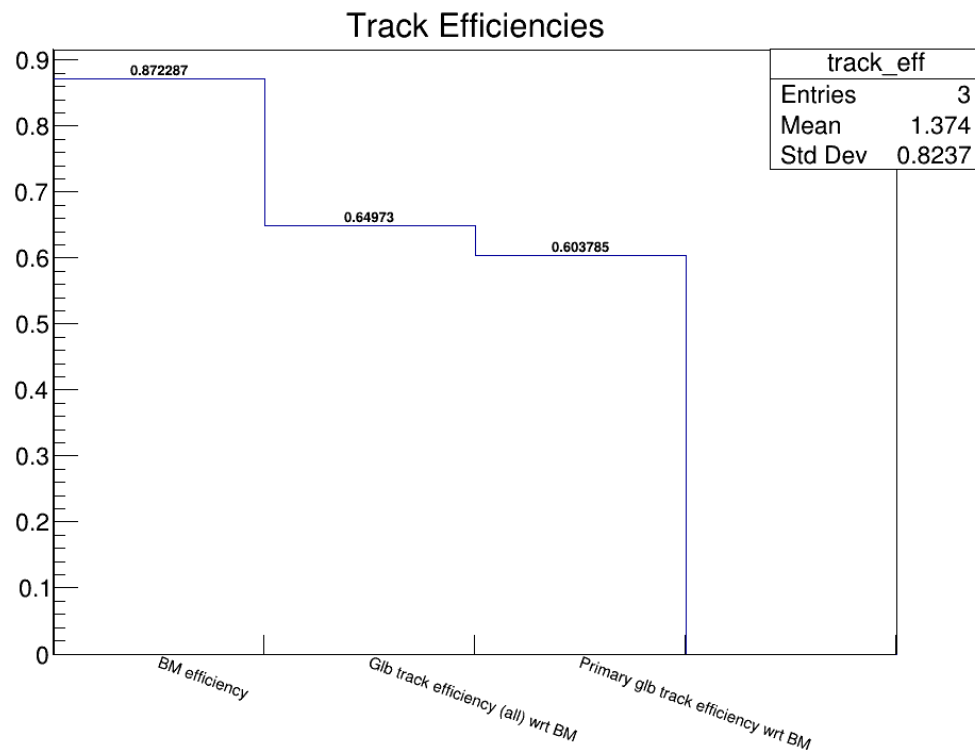 Track Efficiencies
track_eff
Entries 3
Mean 1.374
Std Dev 0.8237
0.9
0.8
0.7
0.6
0.5
0.4
0.3
0.2
0.1
0
0.872287
0.64973
0.603785
BM efficiency
Glb track efficiency (all) wrt BM
Primary glb track efficiency wrt BM